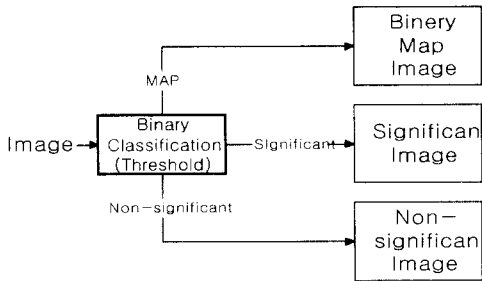 Binery
Map
Image
MAP
Image
Binary
Classification
(Threshold)
Significant
Significan
Image
Non-significant
Non-
significan
Image